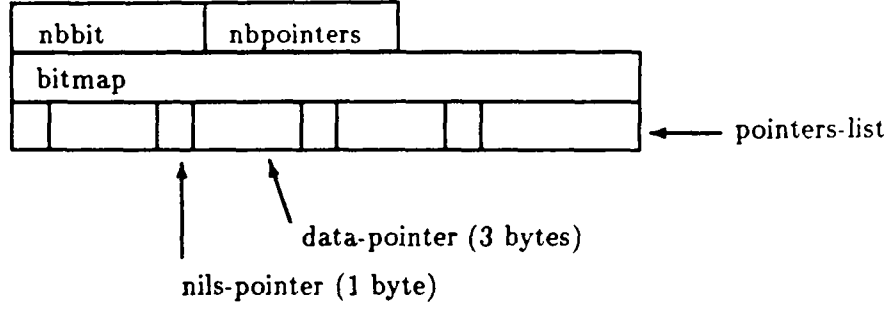 nbbit nbpointers
bitmap
pointers-list
data-pointer (3 bytes)
nils-pointer (1 byte)